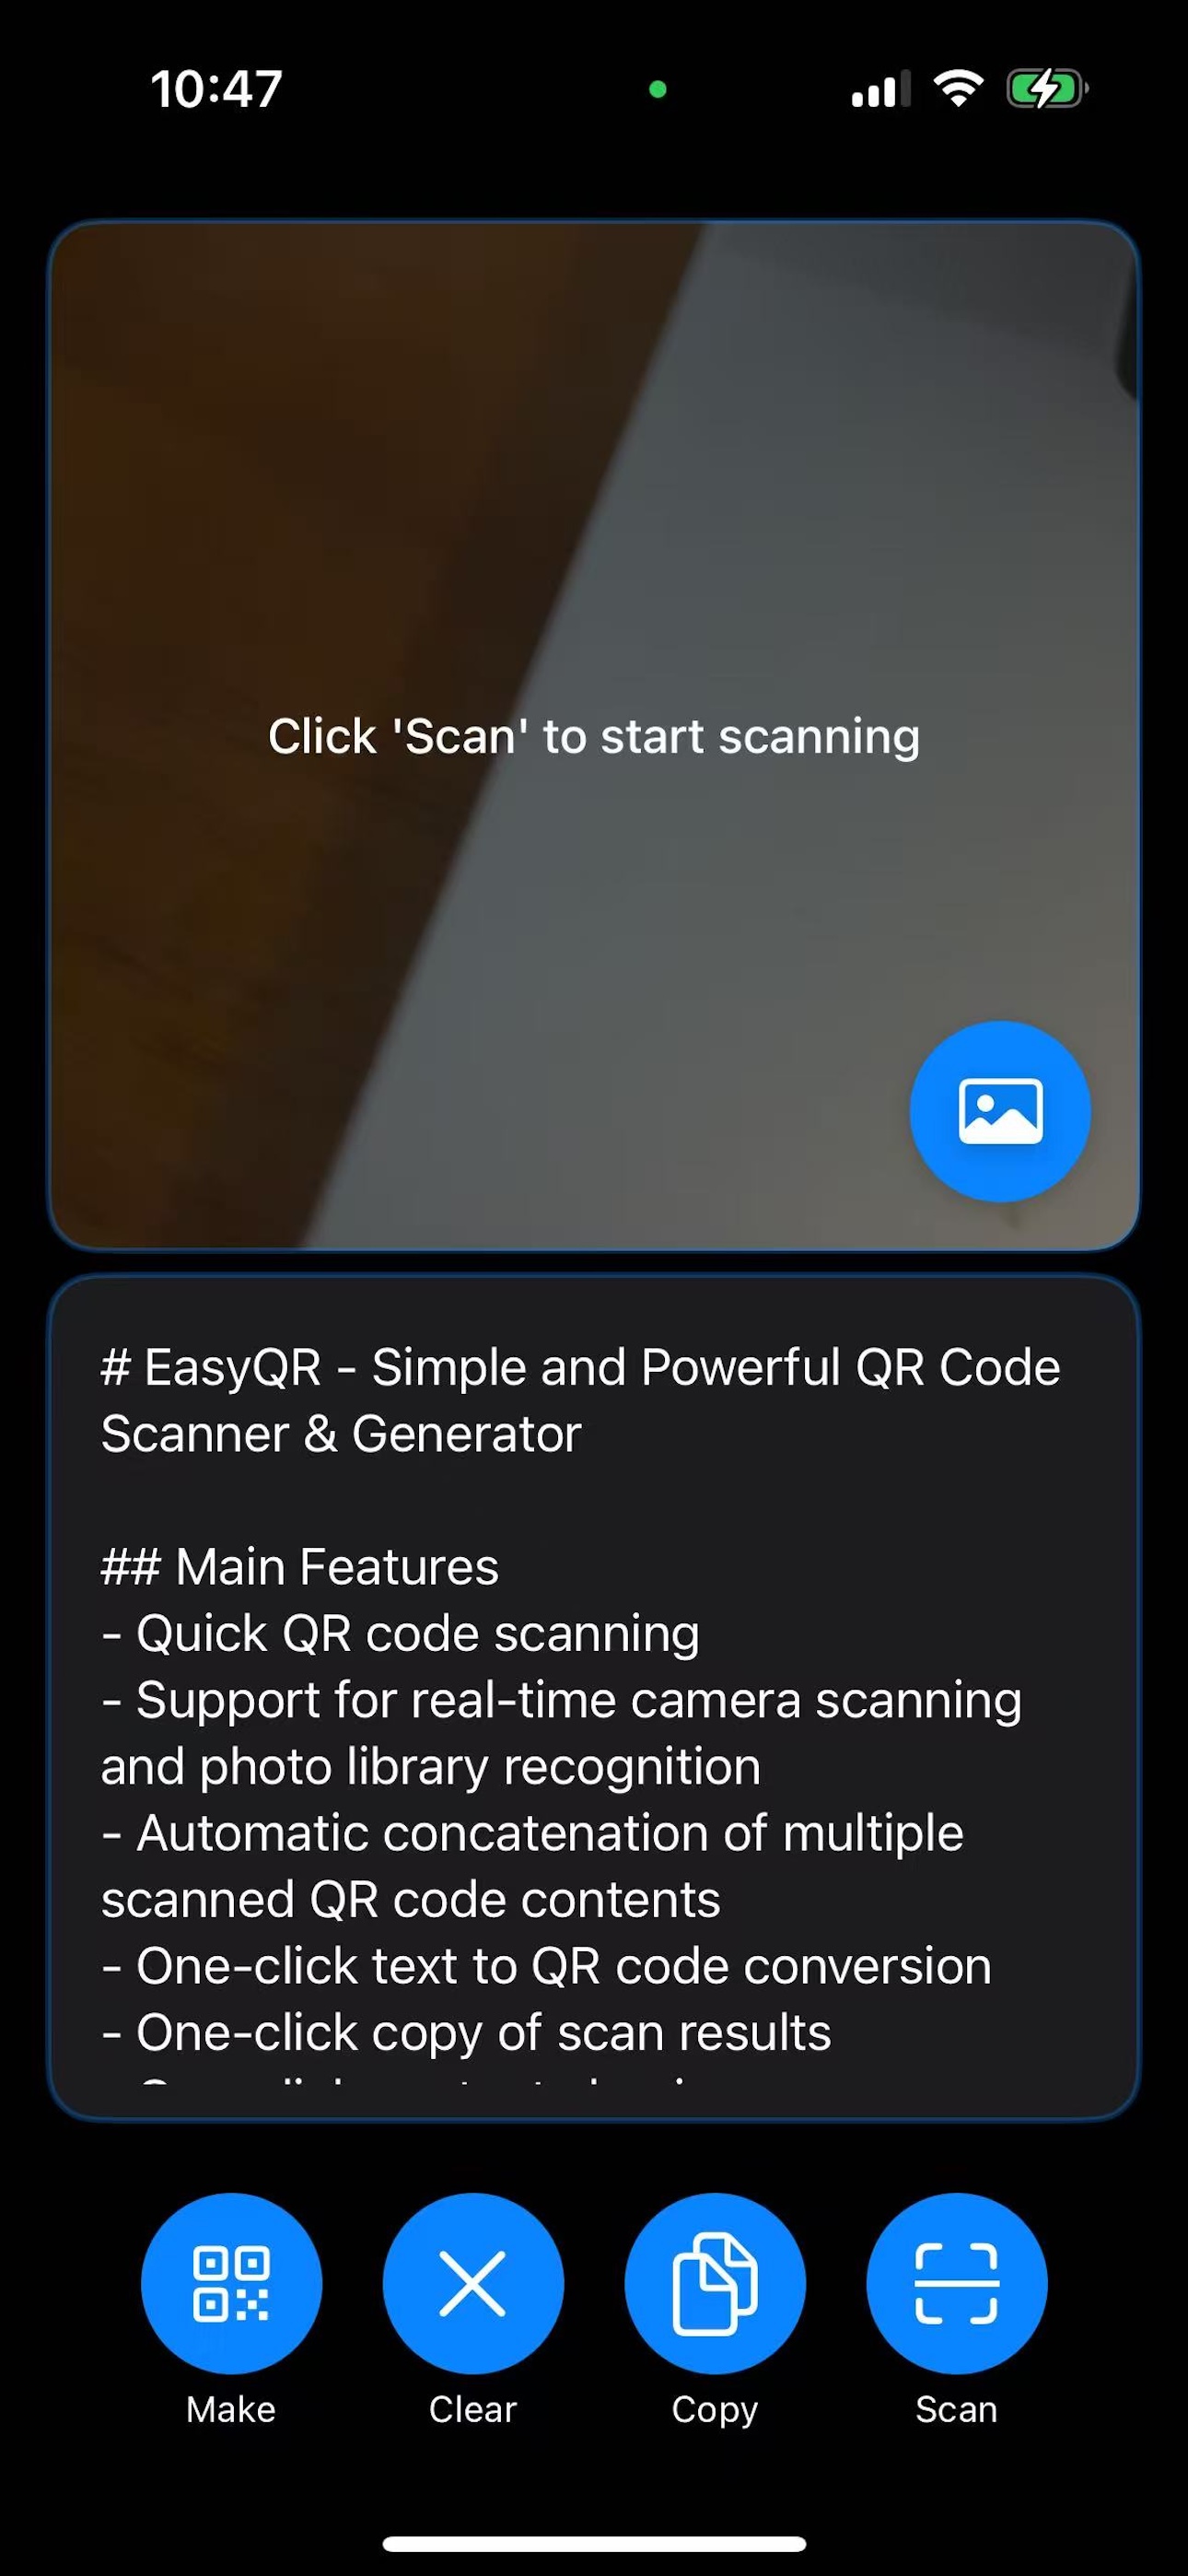 10:47
Click 'Scan' to start scanning
# EasyQR - Simple and Powerful QR Code
Scanner & Generator
## Main Features
- Quick QR code scanning
- Support for real-time camera scanning
and photo library recognition
- Automatic concatenation of multiple
scanned QR code contents
- One-click text to QR code conversion
- One-click copy of scan results
Make
Clear
Copy
Scan